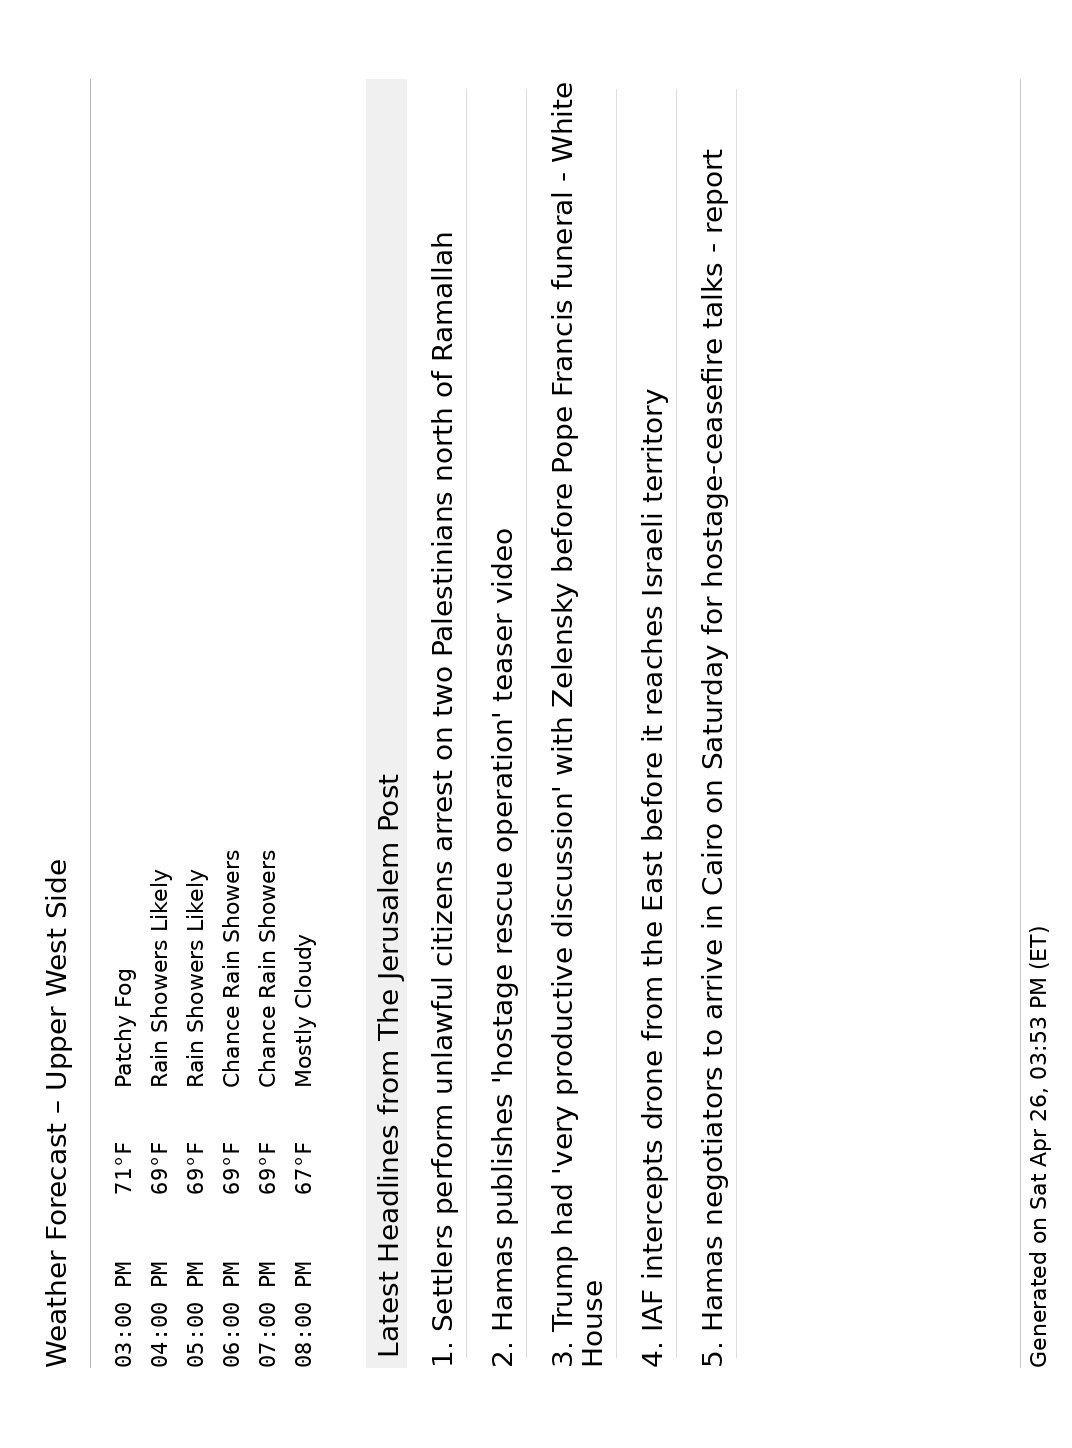 Weather Forecast – Upper West Side
03:00 PM 71°F Patchy Fog
04:00 PM 69°F Rain Showers Likely
05:00 PM 69°F Rain Showers Likely
06:00 PM 69°F Chance Rain Showers
07:00 PM 69°F Chance Rain Showers
08:00 PM 67°F Mostly Cloudy
Latest Headlines from The Jerusalem Post
1. Settlers perform unlawful citizens arrest on two Palestinians north of Ramallah
2. Hamas publishes 'hostage rescue operation' teaser video
3. Trump had 'very productive discussion' with Zelensky before Pope Francis funeral - White
House
4. IAF intercepts drone from the East before it reaches Israeli territory
5. Hamas negotiators to arrive in Cairo on Saturday for hostage-ceasefire talks - report
Generated on Sat Apr 26, 03:53 PM (ET)